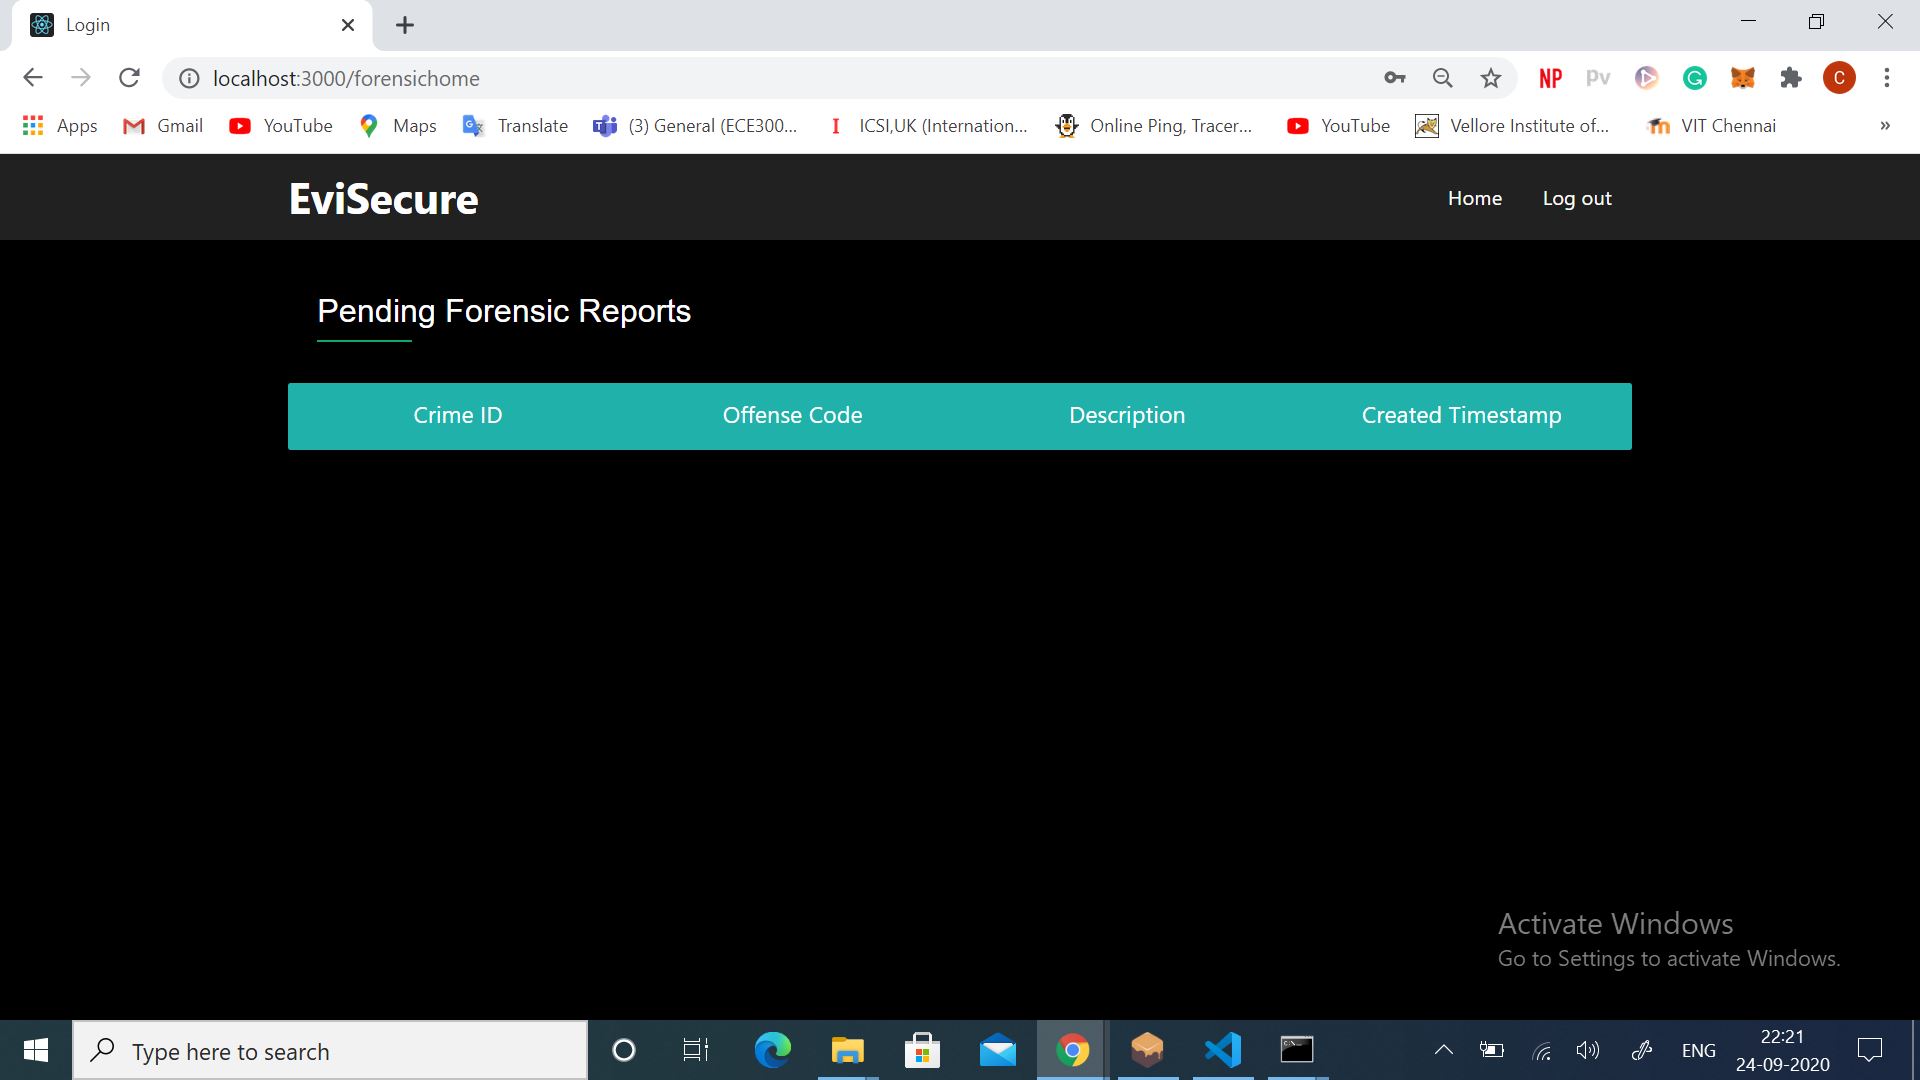 Login
localhost:3000/forensichome
NP
pv
C
Apps
Gmail
YouTube
Maps
Translate
(3) General (ECE300...
ICSI,UK (Internation...
Online Ping, Tracer...
YouTube
Vellore Institute of...
VIT Chennai
»
EviSecure
Home
Log out
Pending Forensic Reports
Crime ID
Offense Code
Description
Created Timestamp
Activate Windows
Go to Settings to activate Windows.
Type here to search
ENG
22:21
24-09-2020